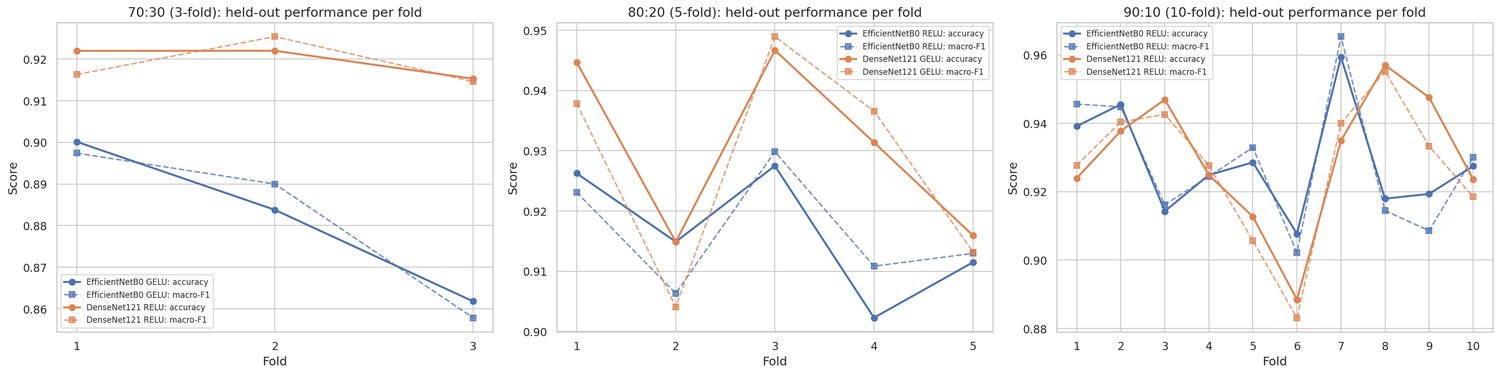 70:30 (3-fold): held-out performance per fold
Score
0.92
0.91
0.90
0.89
0.88
0.87
0.86
EfficientNetB0 GELU: accuracy
EfficientNetB0 GELU: macro-F1
DenseNet121 RELU: accuracy
DenseNet121 RELU: macro-F1
1 2 3
Fold
80:20 (5-fold): held-out performance per fold
Score
0.95
0.94
0.93
0.92
0.91
0.90
EfficientNetB0 RELU: accuracy
EfficientNetB0 RELU: macro-F1
DenseNet121 GELU: accuracy
DenseNet121 GELU: macro-F1
1 2 3 4 5
Fold
90:10 (10-fold): held-out performance per fold
Score
0.96
0.94
0.92
0.90
0.88
EfficientNetB0 RELU: accuracy
EfficientNetB0 RELU: macro-F1
DenseNet121 RELU: accuracy
DenseNet121 RELU: macro-F1
1 2 3 4 5 6 7 8 9 10
Fold